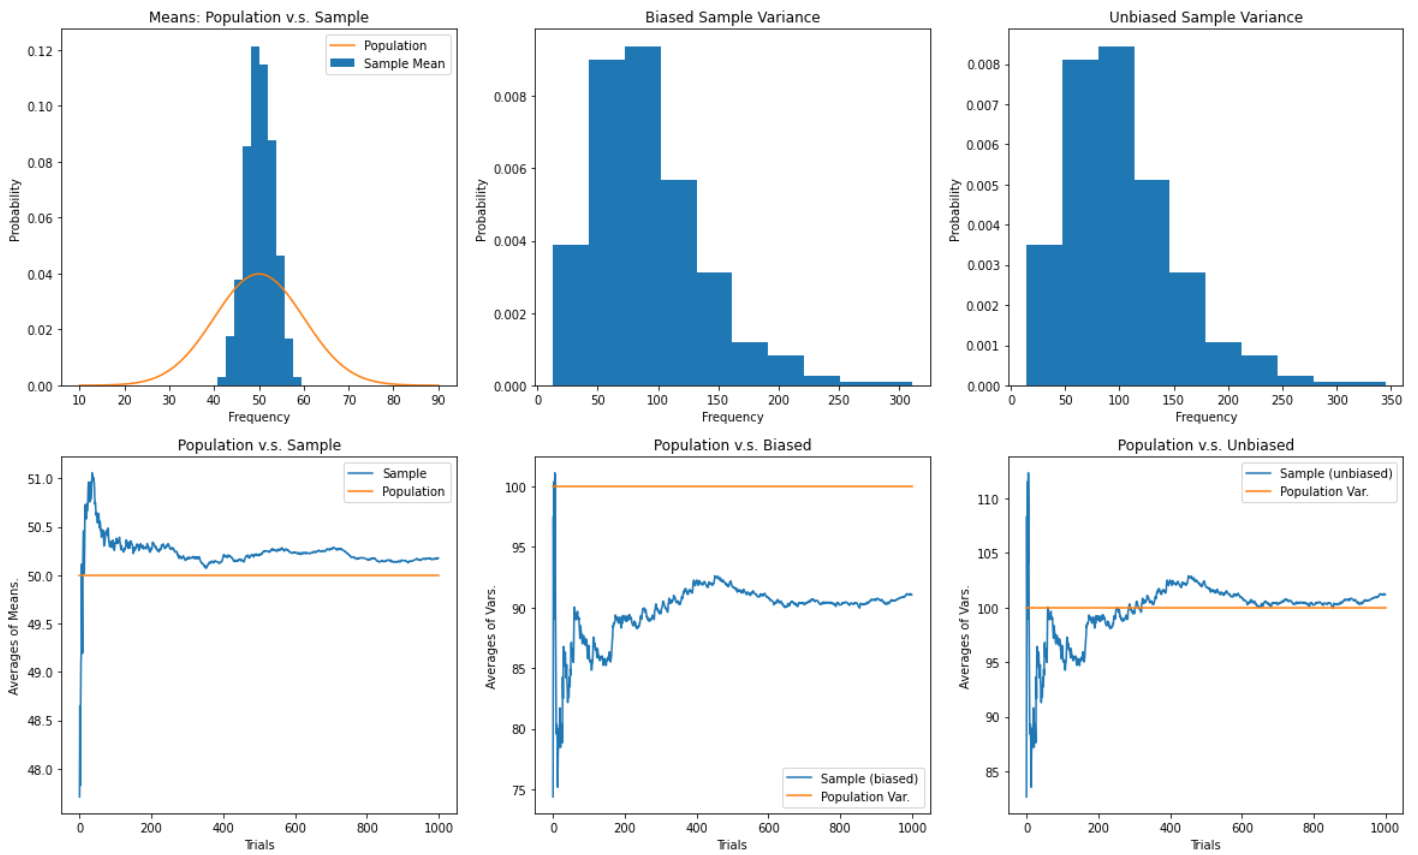 Means: Population v.s. Sample
Population
Sample Mean
0.12
0.10
0.08
0.06
0.04
0.02
0.00
Probability
10 20 30 40 50 60 70 80 90
Frequency
Biased Sample Variance
0.008
0.006
0.004
0.002
0.000
Probability
0 50 100 150 200 250 300
Frequency
Unbiased Sample Variance
0.008
0.007
0.006
0.005
0.004
0.003
0.002
0.001
0.000
Probability
0 50 100 150 200 250 300 350
Frequency
Population v.s. Sample
Sample
Population
51.0
50.5
50.0
49.5
49.0
48.5
48.0
Averages of Means.
0 200 400 600 800 1000
Trials
Population v.s. Biased
100
95
90
85
80
75
Averages of Vars.
Sample (biased)
Population Var.
0 200 400 600 800 1000
Trials
Population v.s. Unbiased
Sample (unbiased)
Population Var.
110
105
100
95
90
85
Averages of Vars.
0 200 400 600 800 1000
Trials